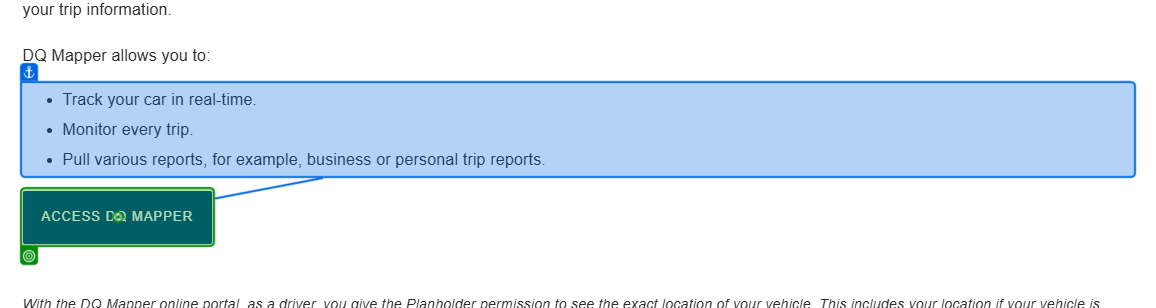 your trip information.
DQ Mapper allows you to:
• Track your car in real-time.
• Monitor every trip.
• Pull various reports, for example, business or personal trip reports.
ACCESS DQ MAPPER
With the DQ Mapper online portal, as a driver, you give the Planholder permission to see the exact location of your vehicle. This includes your location if your vehicle is